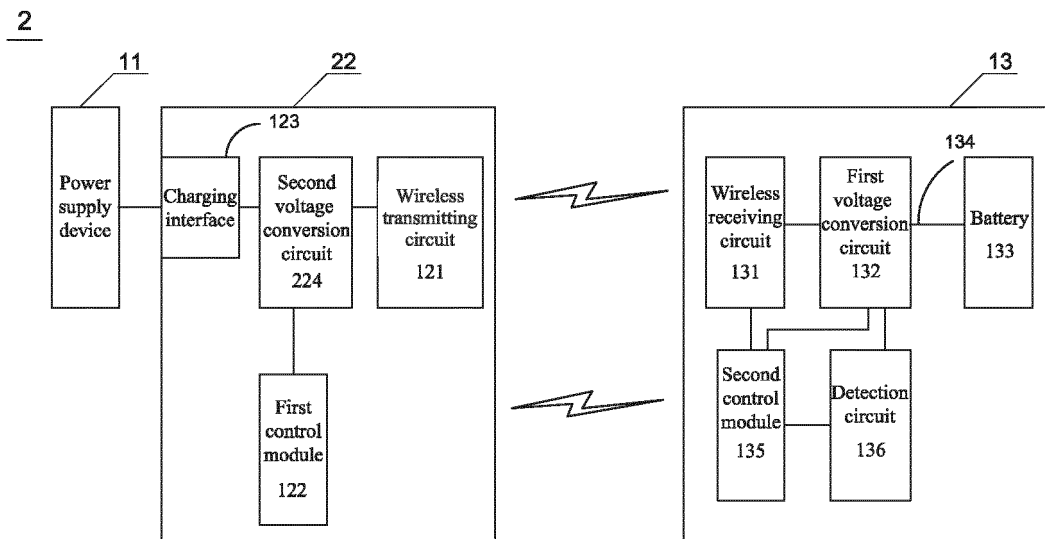 2
11
22
13
123
134
Power
supply
device
Charging
interface
Second
voltage
conversion
circuit
224
Wireless
transmitting
circuit
121
First
control
module
122
Wireless
receiving
circuit
131
First
voltage
conversion
circuit
132
Battery
133
Second
control
module
135
Detection
circuit
136